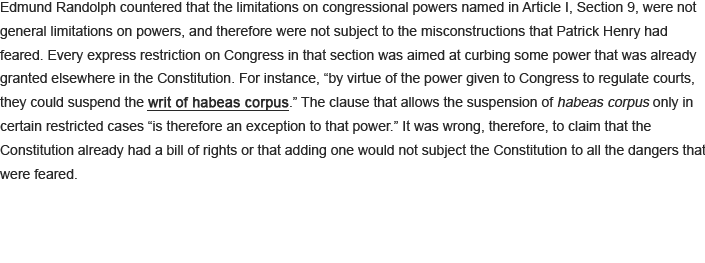 Edmund Randolph countered that the limitations on congressional powers named in Article I, Section 9, were not
general limitations on powers, and therefore were not subject to the misconstructions that Patrick Henry had
feared. Every express restriction on Congress in that section was aimed at curbing some power that was already
granted elsewhere in the Constitution. For instance, “by virtue of the power given to Congress to regulate courts,
they could suspend the writ of habeas corpus.” The clause that allows the suspension of habeas corpus only in
certain restricted cases “is therefore an exception to that power.” It was wrong, therefore, to claim that the
Constitution already had a bill of rights or that adding one would not subject the Constitution to all the dangers that
were feared.